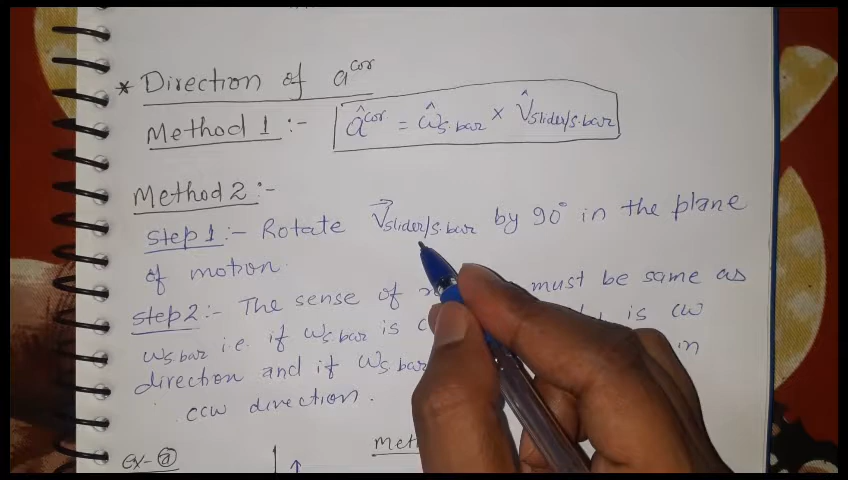 * Direction of a^cor
Method 1 :- â^cor = ω̂s.bar × V̂slider/s.bar
Method 2 :-
Step 1 :- Rotate V⃗slider/s.bar by 90° in the plane
of motion.
Step 2 :- The sense of must be same as
ωs.bar i.e. if ωs.bar is is cw
direction and if ωs.bar in
ccw direction.
ex-ⓐ